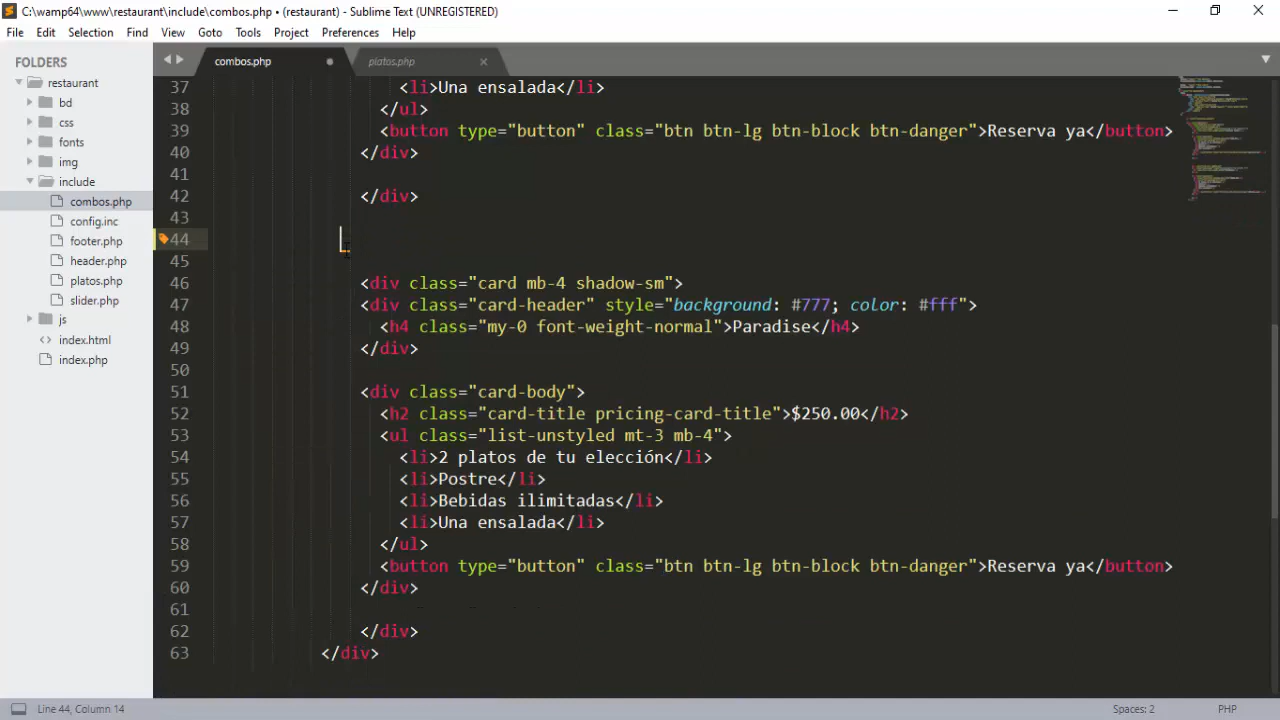 C:\wamp64\www\restaurant\include\combos.php • (restaurant) - Sublime Text (UNREGISTERED)
File Edit Selection Find View Goto Tools Project Preferences Help
FOLDERS
restaurant
bd
css
fonts
img
include
combos.php
config.inc
footer.php
header.php
platos.php
slider.php
js
index.html
index.php
combos.php
platos.php
37 <li>Una ensalada</li>
38 </ul>
39 <button type="button" class="btn btn-lg btn-block btn-danger">Reserva ya</button>
40 </div>
41
42 </div>
43
44
45
46 <div class="card mb-4 shadow-sm">
47 <div class="card-header" style="background: #777; color: #fff">
48 <h4 class="my-0 font-weight-normal">Paradise</h4>
49 </div>
50
51 <div class="card-body">
52 <h2 class="card-title pricing-card-title">$250.00</h2>
53 <ul class="list-unstyled mt-3 mb-4">
54 <li>2 platos de tu elección</li>
55 <li>Postre</li>
56 <li>Bebidas ilimitadas</li>
57 <li>Una ensalada</li>
58 </ul>
59 <button type="button" class="btn btn-lg btn-block btn-danger">Reserva ya</button>
60 </div>
61
62 </div>
63 </div>
Line 44, Column 14
Spaces: 2
PHP